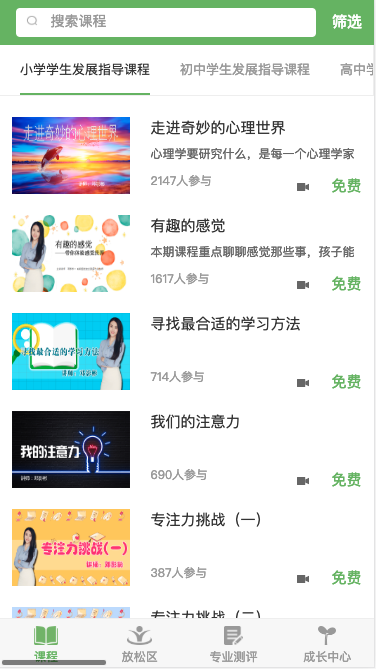 搜索课程
筛选
小学学生发展指导课程
初中学生发展指导课程
高中学
走进奇妙的心理世界
走进奇妙的心理世界
心理学要研究什么，是每一个心理学家
2147人参与
免费
有趣的感觉
有趣的感觉
本期课程重点聊聊感觉那些事，孩子能
1617人参与
免费
寻找最合适的学习方法
寻找最合适的学习方法
714人参与
免费
我的注意力
我们的注意力
690人参与
免费
专注力挑战(一)
专注力挑战（一）
387人参与
免费
专注力挑战（二）
课程
放松区
专业测评
成长中心